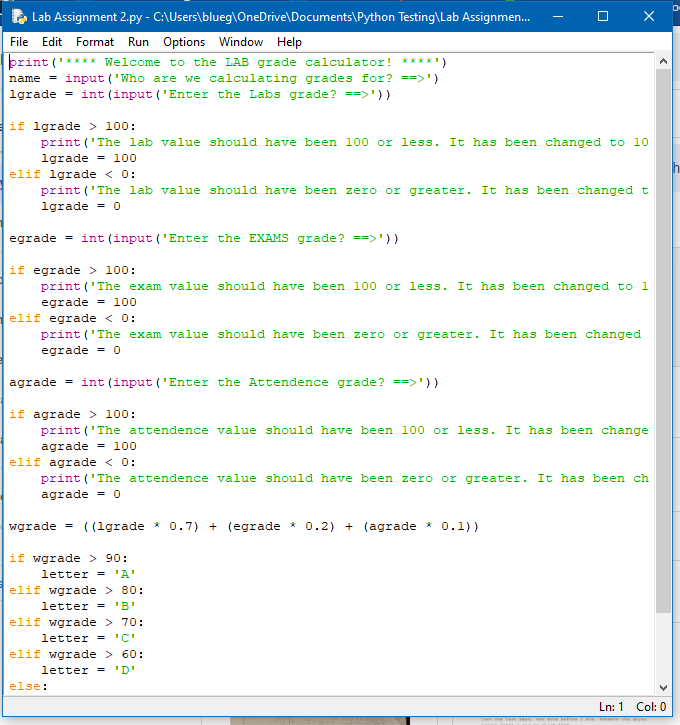 Lab Assignment 2.py - C:\Users\blueg\OneDrive\Documents\Python Testing\Lab Assignmen...
File Edit Format Run Options Window Help
print('**** Welcome to the LAB grade calculator! ****')
name = input('Who are we calculating grades for? ==>')
lgrade = int(input('Enter the Labs grade? ==>'))

if lgrade > 100:
    print('The lab value should have been 100 or less. It has been changed to 10
    lgrade = 100
elif lgrade < 0:
    print('The lab value should have been zero or greater. It has been changed t
    lgrade = 0

egrade = int(input('Enter the EXAMS grade? ==>'))

if egrade > 100:
    print('The exam value should have been 100 or less. It has been changed to 1
    egrade = 100
elif egrade < 0:
    print('The exam value should have been zero or greater. It has been changed
    egrade = 0

agrade = int(input('Enter the Attendence grade? ==>'))

if agrade > 100:
    print('The attendence value should have been 100 or less. It has been change
    agrade = 100
elif agrade < 0:
    print('The attendence value should have been zero or greater. It has been ch
    agrade = 0

wgrade = ((lgrade * 0.7) + (egrade * 0.2) + (agrade * 0.1))

if wgrade > 90:
    letter = 'A'
elif wgrade > 80:
    letter = 'B'
elif wgrade > 70:
    letter = 'C'
elif wgrade > 60:
    letter = 'D'
else:
Ln: 1 Col: 0